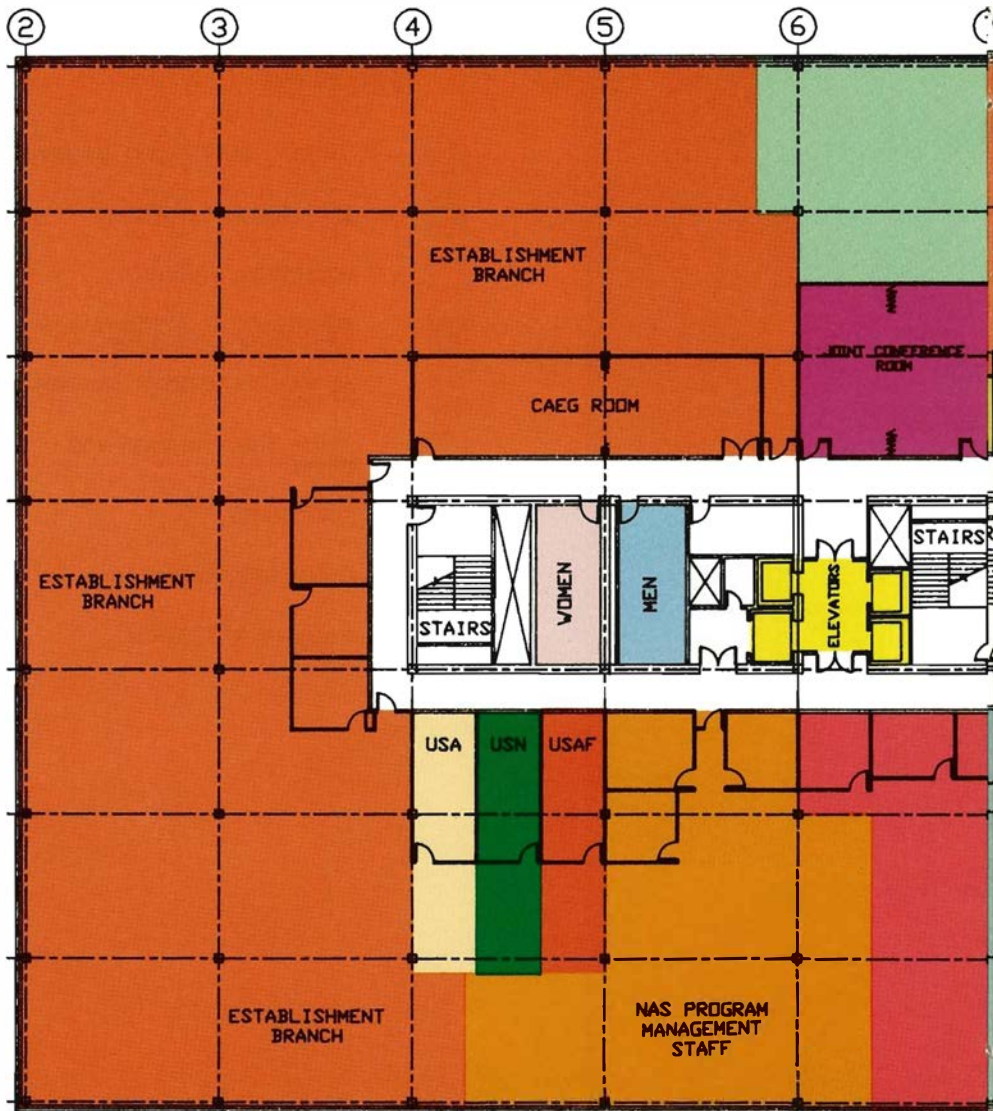 2
3
4
5
6
ESTABLISHMENT
BRANCH
JOINT CONFERENCE
ROOM
CAEG ROOM
ESTABLISHMENT
BRANCH
STAIRS
WOMEN
MEN
ELEVATORS
STAIRS
USA
USN
USAF
ESTABLISHMENT
BRANCH
NAS PROGRAM
MANAGEMENT
STAFF